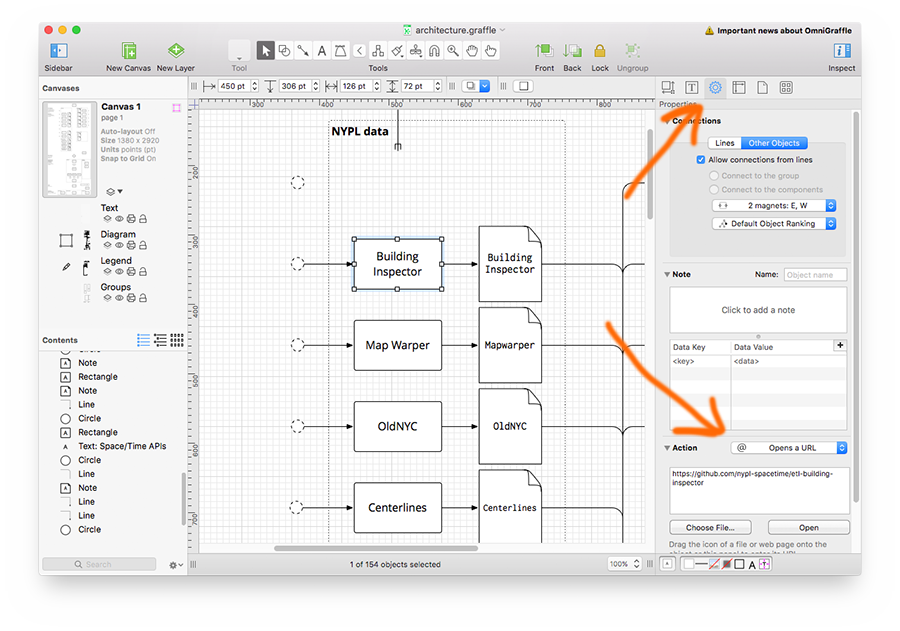 architecture.graffle
Important news about OmniGraffle
Sidebar
New Canvas
New Layer
Tool
Tools
Front
Back
Lock
Ungroup
Inspect
Canvases
450 pt
306 pt
126 pt
72 pt
Canvas 1
page 1
Auto-layout Off
Size 1380 x 2920
Units points (pt)
Snap to Grid On
Text
Diagram
Legend
Groups
Contents
Circle
Note
Rectangle
Note
Line
Circle
Rectangle
Text: Space/Time APIs
Circle
Line
Note
Line
Line
Circle
Search
300
400
500
600
700
800
200
300
400
500
600
700
NYPL data
Building
Inspector
Building
Inspector
Map Warper
Mapwarper
OldNYC
OldNYC
Centerlines
Centerlines
1 of 154 objects selected
100%
Properties
Connections
Lines
Other Objects
Allow connections from lines
Connect to the group
Connect to the components
2 magnets: E, W
Default Object Ranking
Note
Name:
Object name
Click to add a note
Data Key
Data Value
+
<key>
<data>
Action
@ Opens a URL
https://github.com/nypl-spacetime/etl-building-
inspector
Choose File...
Open
Drag the icon of a file or web page onto the